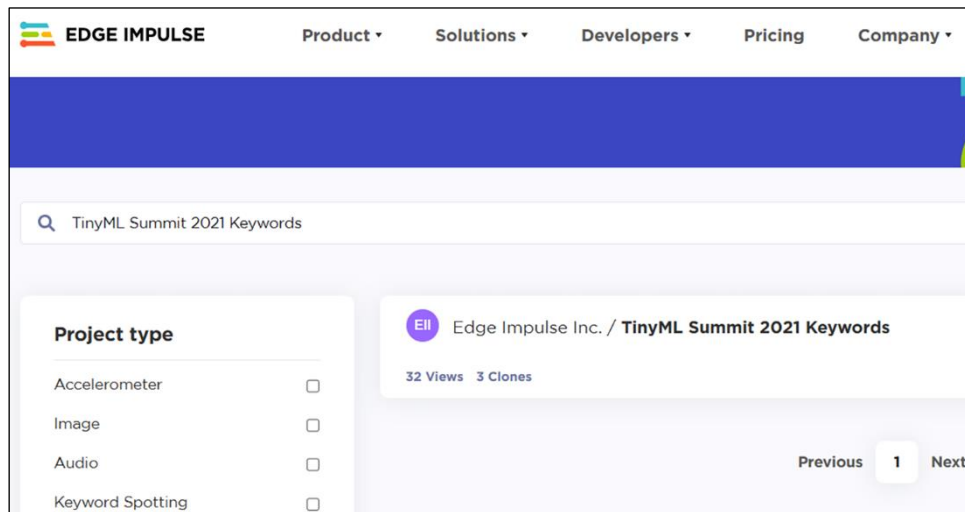 EDGE IMPULSE Product Solutions Developers Pricing Company
TinyML Summit 2021 Keywords
Project type
Accelerometer
Image
Audio
Keyword Spotting
EII Edge Impulse Inc. / TinyML Summit 2021 Keywords
32 Views 3 Clones
Previous 1 Next